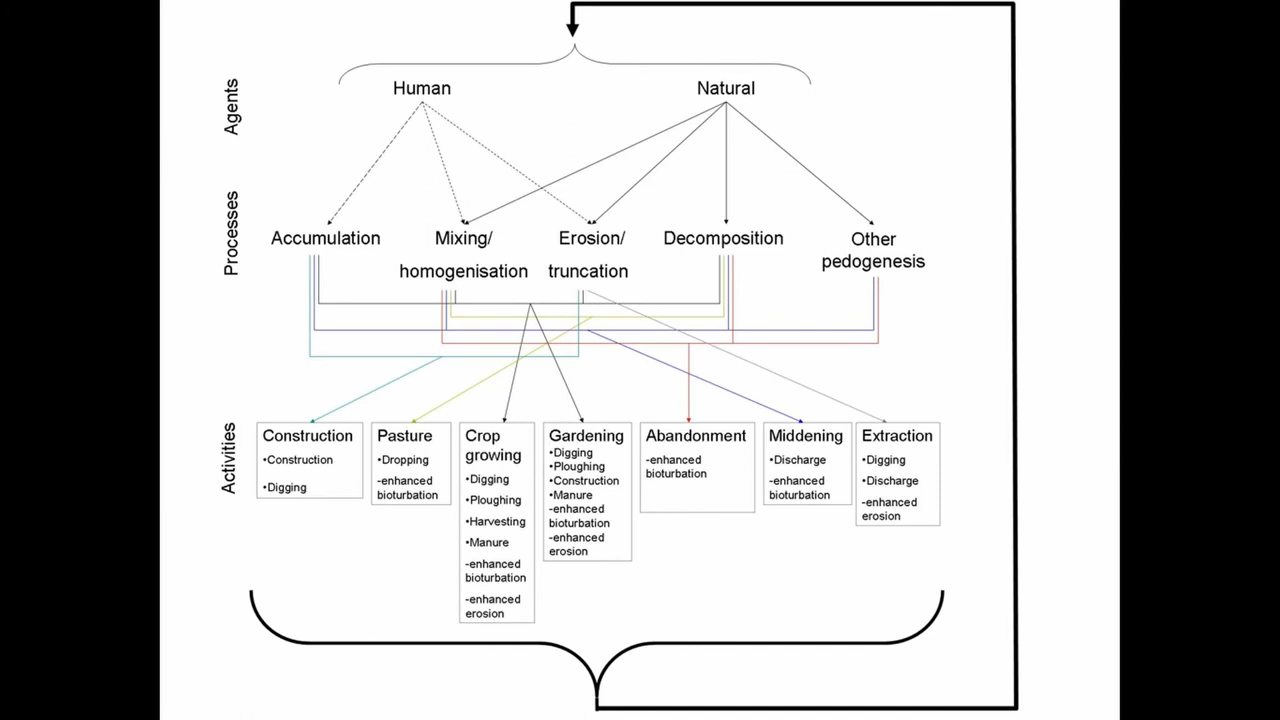 Agents
Human
Natural
Processes
Accumulation
Mixing/
homogenisation
Erosion/
truncation
Decomposition
Other
pedogenesis
Activities
Construction
•Construction
•Digging
Pasture
•Dropping
-enhanced
bioturbation
Crop
growing
•Digging
•Ploughing
•Harvesting
•Manure
-enhanced
bioturbation
-enhanced
erosion
Gardening
•Digging
•Ploughing
•Construction
•Manure
-enhanced
bioturbation
-enhanced
erosion
Abandonment
-enhanced
bioturbation
Middening
•Discharge
-enhanced
bioturbation
Extraction
•Digging
•Discharge
-enhanced
erosion